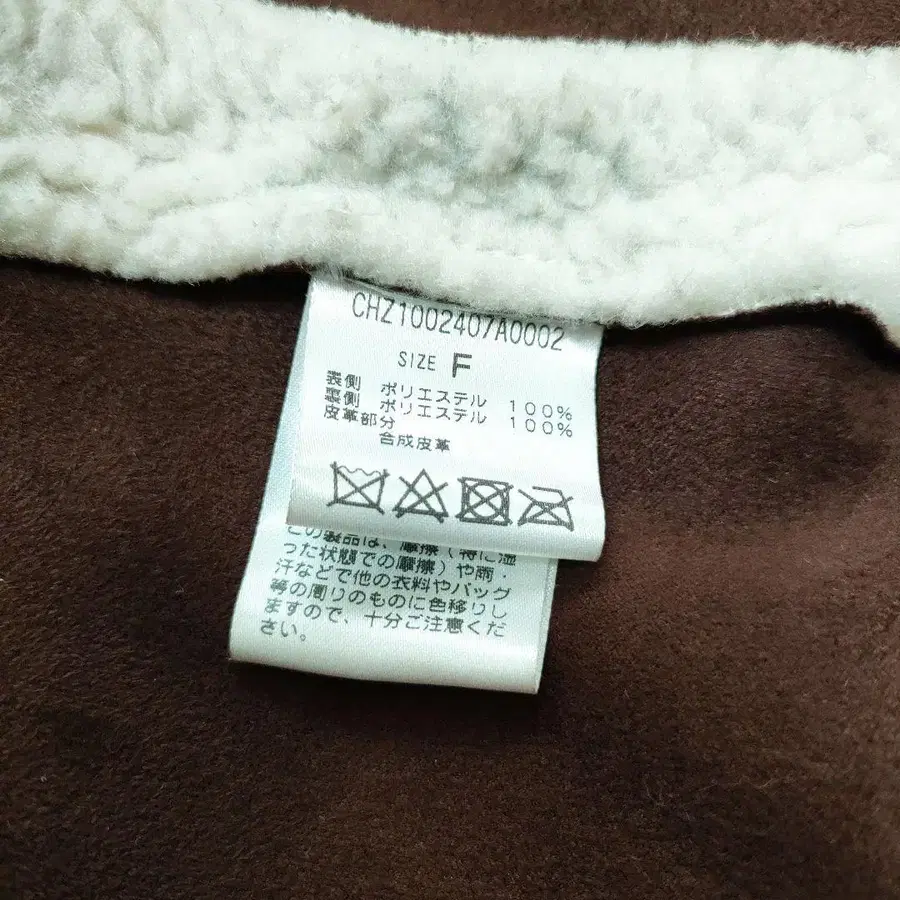 CHZ1002407A0002
SIZE F
表側 ポリエステル 100%
裏側 ポリエステル 100%
皮革部分
合成皮革
この製品は、摩擦(特に湿
った状態での摩擦)や雨・
汗などで他の衣料やバッグ
等の周りのものに色移りし
ますので、十分ご注意くだ
さい。